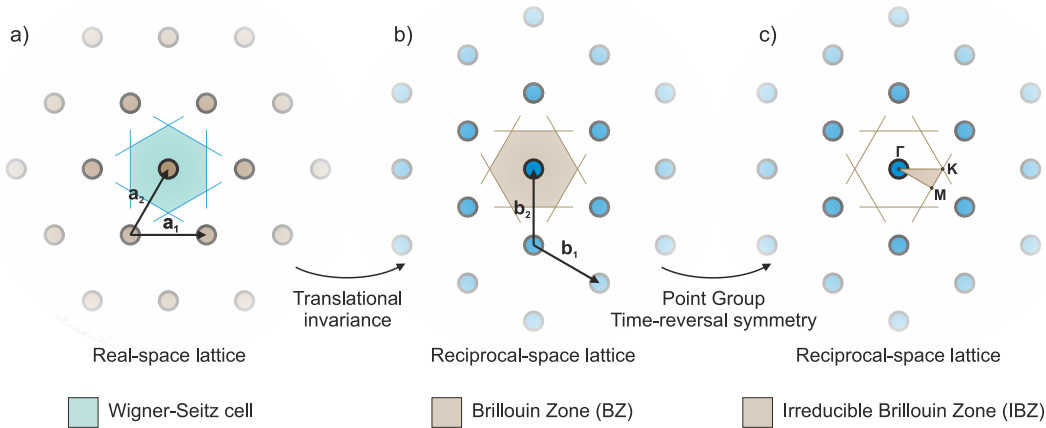 a)
b)
c)
Γ
K
M
a₂
a₁
b₂
b₁
Translational
invariance
Point Group
Time-reversal symmetry
Real-space lattice
Reciprocal-space lattice
Reciprocal-space lattice
Wigner-Seitz cell
Brillouin Zone (BZ)
Irreducible Brillouin Zone (IBZ)